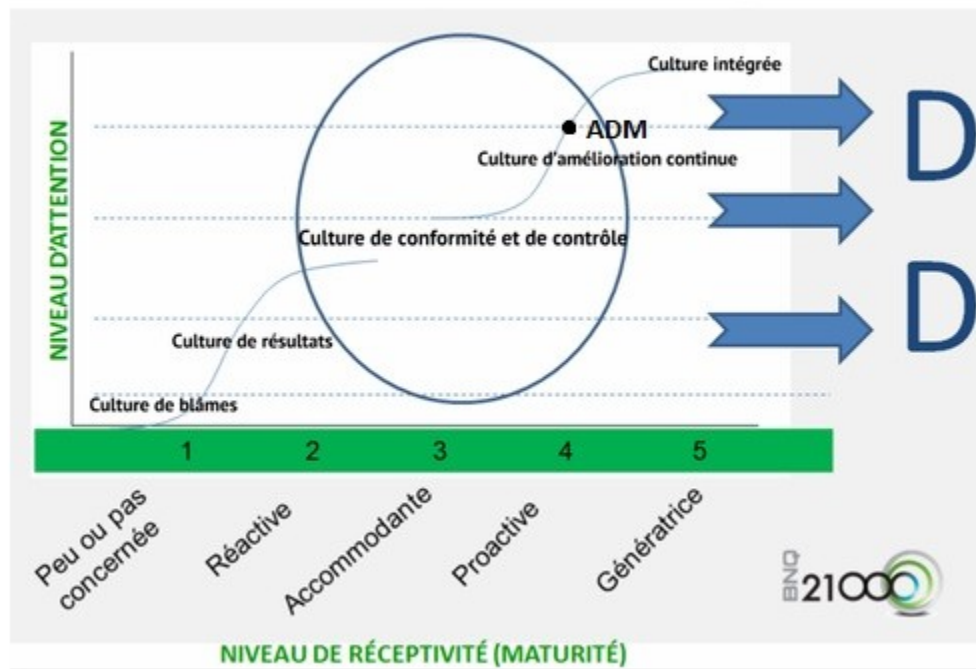 NIVEAU D'ATTENTION
Culture intégrée
ADM
Culture d'amélioration continue
Culture de conformité et de contrôle
Culture de résultats
Culture de blâmes
D
D
1 2 3 4 5
Peu ou pas
concernée
Réactive
Accommodante
Proactive
Génératrice
BNQ
21000
NIVEAU DE RÉCEPTIVITÉ (MATURITÉ)